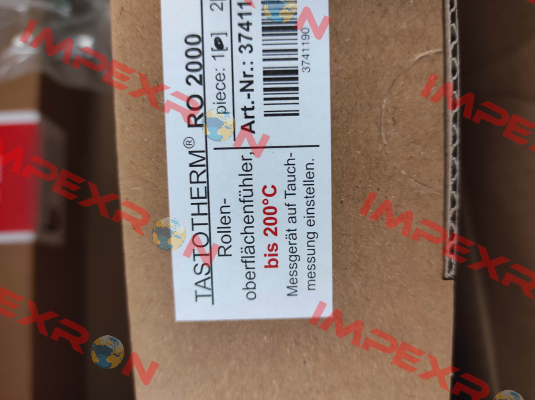 TASTOTHERM® RO 2000
Rollen-
oberflächenfühler,
bis 200°C
Messgerät auf Tauch-
messung einstellen.
piece: 1
Art.-Nr.: 37411
3741190
IMPEXRON
IMPEXRON
IMPEXRON
IMPEXRON